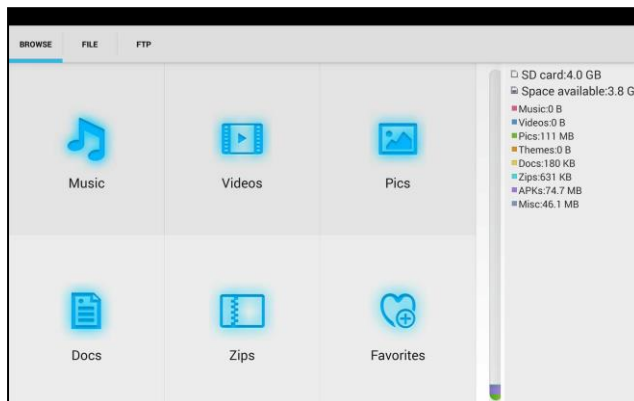 BROWSE FILE FTP
Music Videos Pics
Docs Zips Favorites
SD card:4.0 GB
Space available:3.8 G
Music:0 B
Videos:0 B
Pics:111 MB
Themes:0 B
Docs:180 KB
Zips:631 KB
APKs:74.7 MB
Misc:46.1 MB